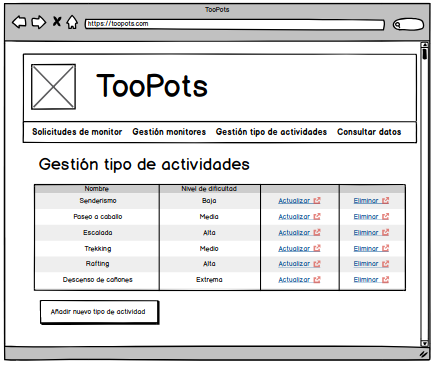 TooPots
https://toopots.com
TooPots
Solicitudes de monitor Gestión monitores Gestión tipo de actividades Consultar datos
Gestión tipo de actividades
Nombre Nivel de dificultad
Senderismo Baja Actualizar Eliminar
Paseo a caballo Media Actualizar Eliminar
Escalada Alta Actualizar Eliminar
Trekking Medio Actualizar Eliminar
Rafting Alta Actualizar Eliminar
Descenso de cañones Extrema Actualizar Eliminar
Añadir nuevo tipo de actividad